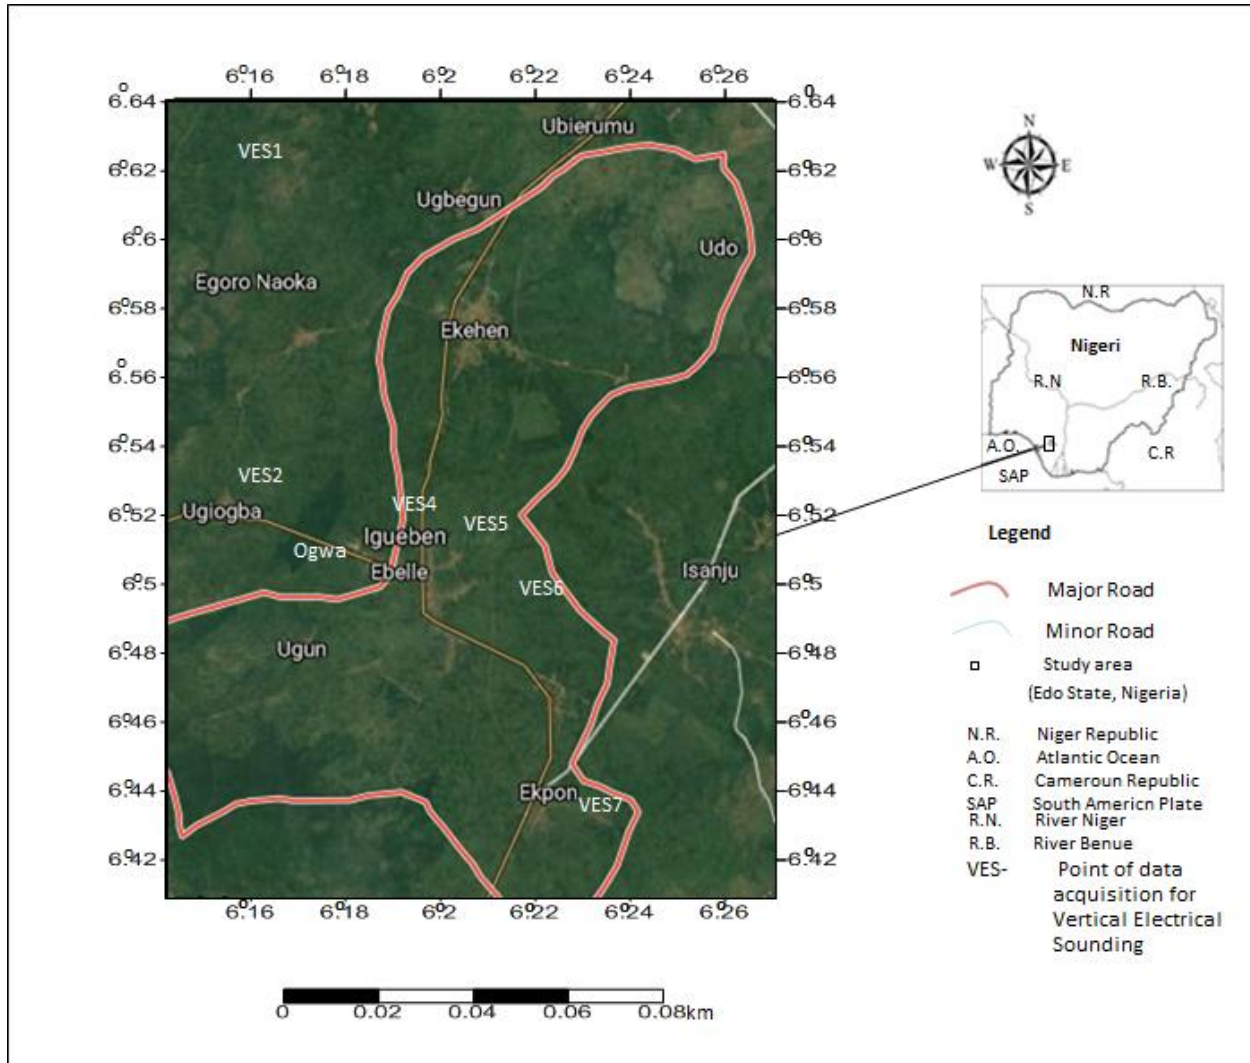 6.16 6.18 6.2 6.22 6.24 6.26
6.64 6.64
Ubierumu
N
VES1
6.62 6.62
W E
Ugbegun
S
6.6 Udo 6.6
Egoro Naoka
N.R
6.58 6.58
Ekehen
Nigeri
6.56 6.56
R.N R.B.
6.54 6.54
A.O. C.R
VES2
SAP
VES4
Ugiogba
6.52 VES5 6.52
Igueben
Legend
Ogwa
Ebelle Isanju
6.5 VES6 6.5
Major Road
Minor Road
Ugun
6.48 6.48
Study area
(Edo State, Nigeria)
6.46 6.46
N.R. Niger Republic
A.O. Atlantic Ocean
C.R. Cameroun Republic
6.44 Ekpon 6.44
VES7
SAP South Americn Plate
R.N. River Niger
R.B. River Benue
6.42 6.42
VES- Point of data
acquisition for
Vertical Electrical
Sounding
6.16 6.18 6.2 6.22 6.24 6.26
0 0.02 0.04 0.06 0.08km